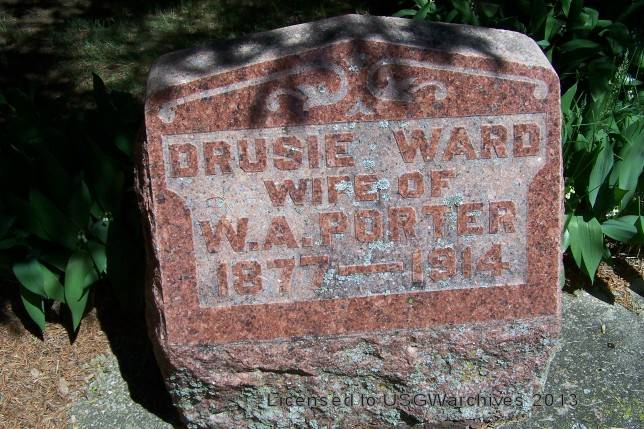 DRUSIE WARD
WIFE OF
W.A. PORTER
1877—1914
Licensed to USGWarchives 2013